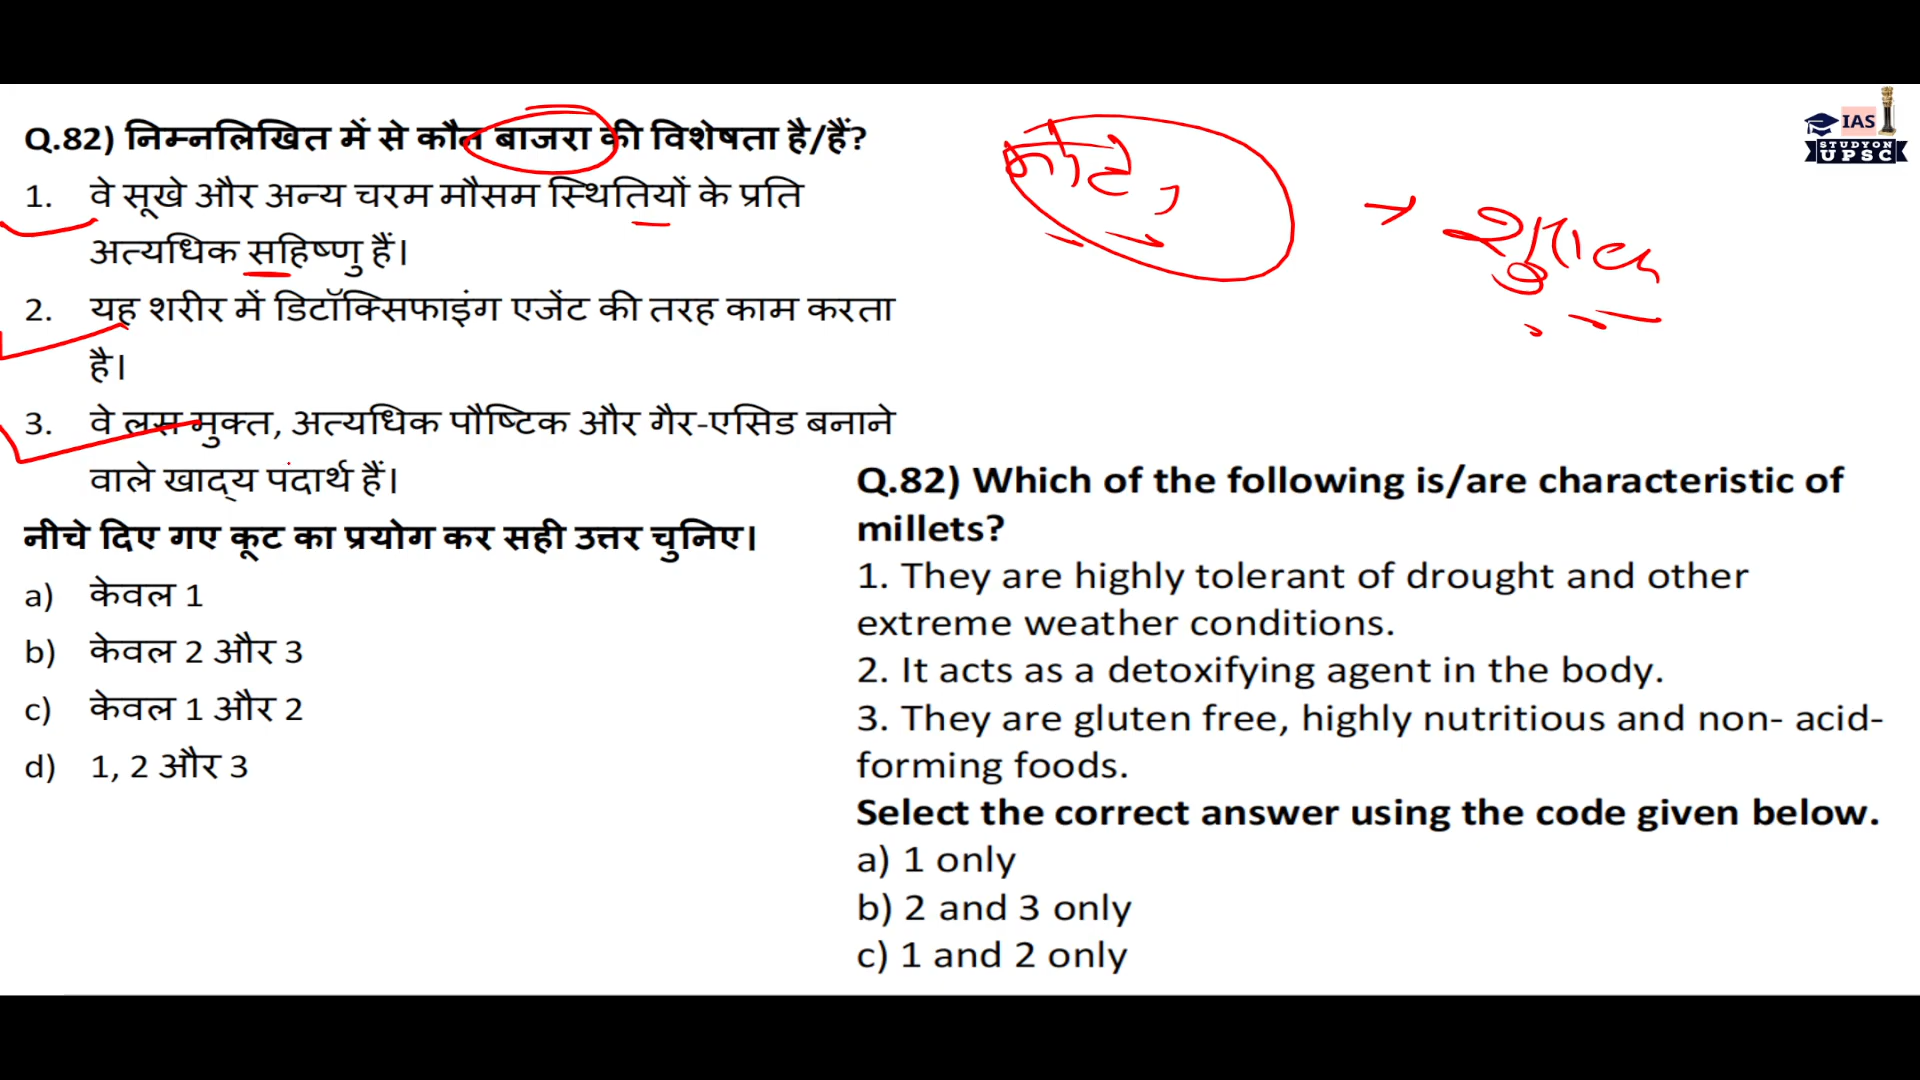 IAS
STUDYON
UPSC
Q.82) निम्नलिखित में से कौन बाजरा की विशेषता है/हैं?
1. वे सूखे और अन्य चरम मौसम स्थितियों के प्रति
अत्यधिक सहिष्णु हैं।
2. यह शरीर में डिटॉक्सिफाइंग एजेंट की तरह काम करता
है।
3. वे लस मुक्त, अत्यधिक पौष्टिक और गैर-एसिड बनाने
वाले खाद्य पदार्थ हैं।
नीचे दिए गए कूट का प्रयोग कर सही उत्तर चुनिए।
a) केवल 1
b) केवल 2 और 3
c) केवल 1 और 2
d) 1, 2 और 3
Q.82) Which of the following is/are characteristic of
millets?
1. They are highly tolerant of drought and other
extreme weather conditions.
2. It acts as a detoxifying agent in the body.
3. They are gluten free, highly nutritious and non- acid-
forming foods.
Select the correct answer using the code given below.
a) 1 only
b) 2 and 3 only
c) 1 and 2 only